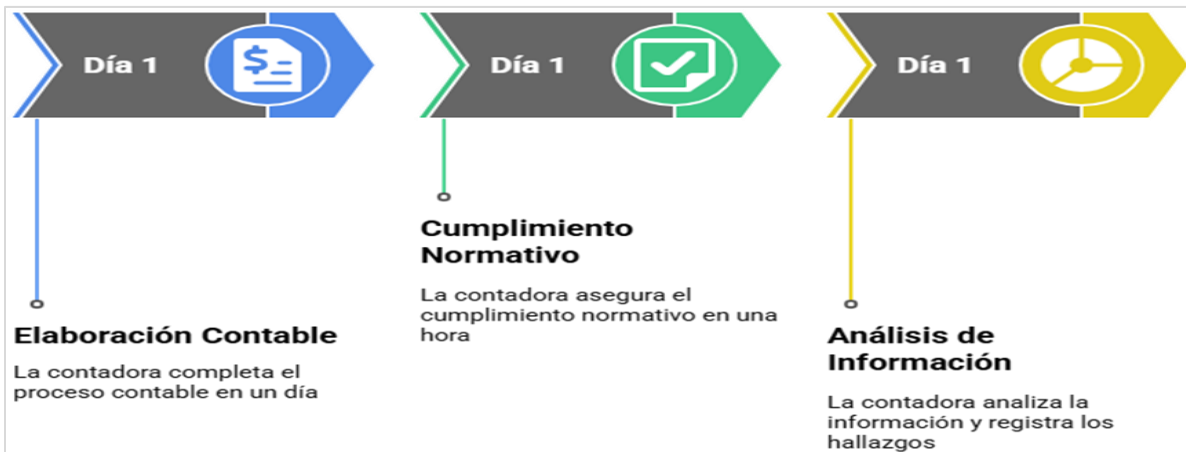 Día 1
Elaboración Contable
La contadora completa el
proceso contable en un día
Día 1
Cumplimiento
Normativo
La contadora asegura el
cumplimiento normativo en una
hora
Día 1
Análisis de
Información
La contadora analiza la
información y registra los
hallazgos